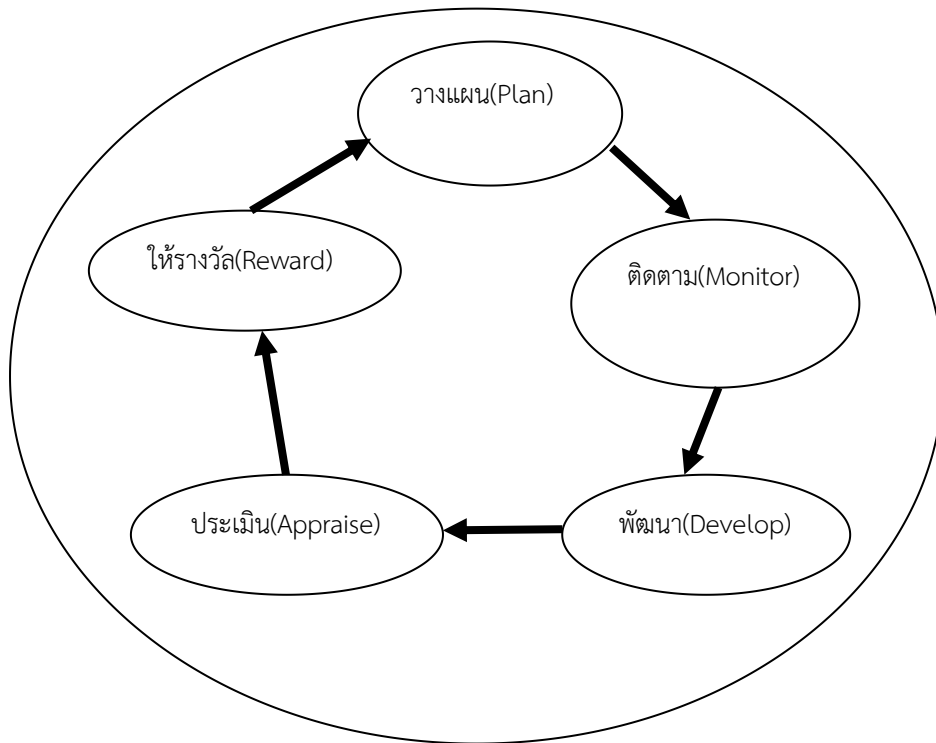 วางแผน(Plan)
ติดตาม(Monitor)
พัฒนา(Develop)
ประเมิน(Appraise)
ให้รางวัล(Reward)